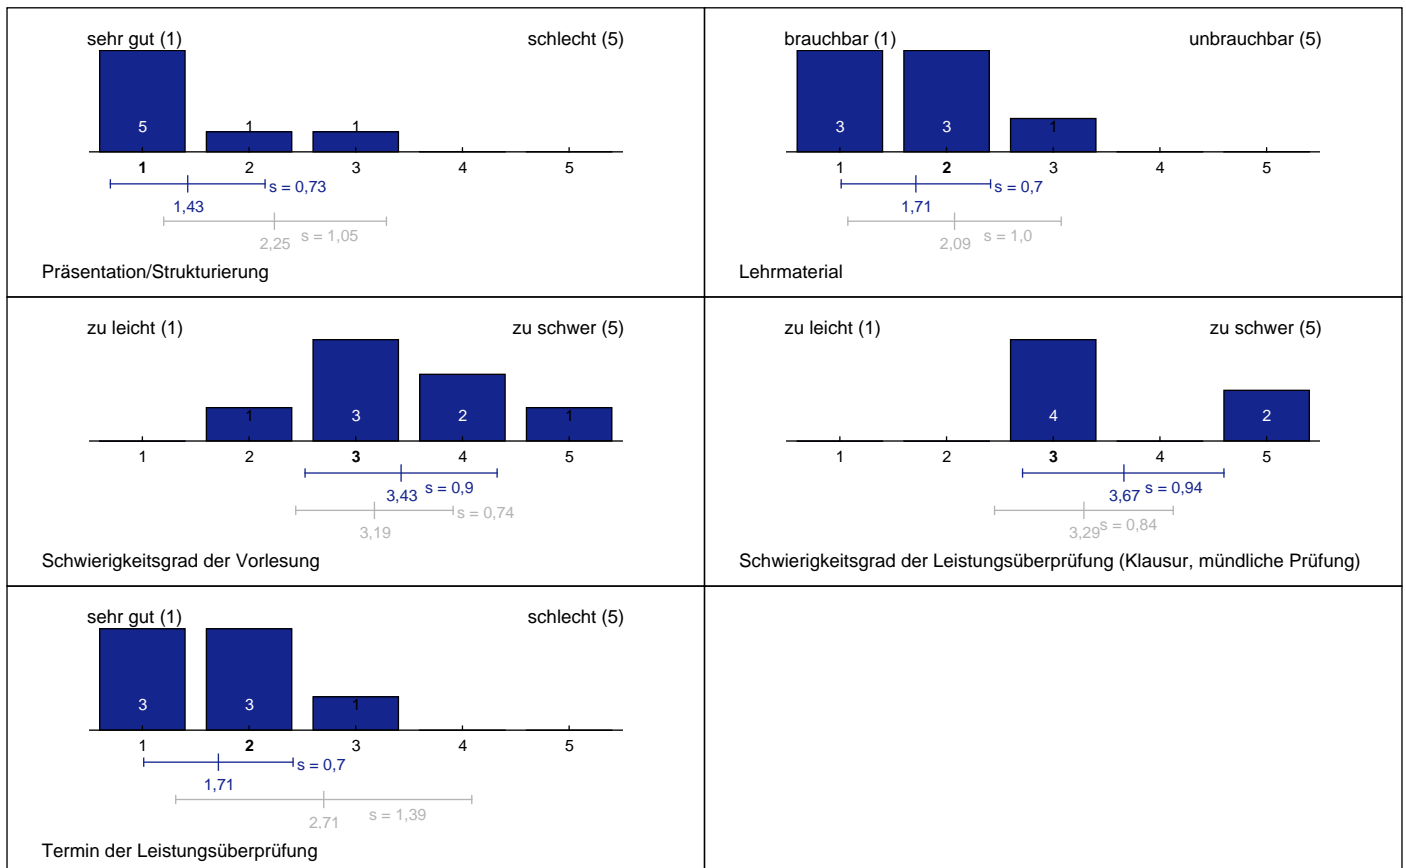 sehr gut (1) schlecht (5)
5 1 1
1 2 3 4 5
s = 0,73
1,43
s = 1,05
2,25
Präsentation/Strukturierung
brauchbar (1) unbrauchbar (5)
3 3 1
1 2 3 4 5
s = 0,7
1,71
s = 1,0
2,09
Lehrmaterial
zu leicht (1) zu schwer (5)
1 3 2 1
1 2 3 4 5
s = 0,9
3,43
s = 0,74
3,19
Schwierigkeitsgrad der Vorlesung
zu leicht (1) zu schwer (5)
4 2
1 2 3 4 5
s = 0,94
3,67
s = 0,84
3,29
Schwierigkeitsgrad der Leistungsüberprüfung (Klausur, mündliche Prüfung)
sehr gut (1) schlecht (5)
3 3 1
1 2 3 4 5
s = 0,7
1,71
s = 1,39
2,71
Termin der Leistungsüberprüfung